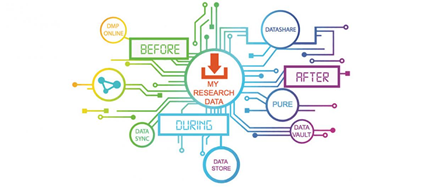 DMP
ONLINE
BEFORE
DATASHARE
MY
RESEARCH
DATA
AFTER
PURE
DATA
SYNC
DURING
DATA
VAULT
DATA
STORE